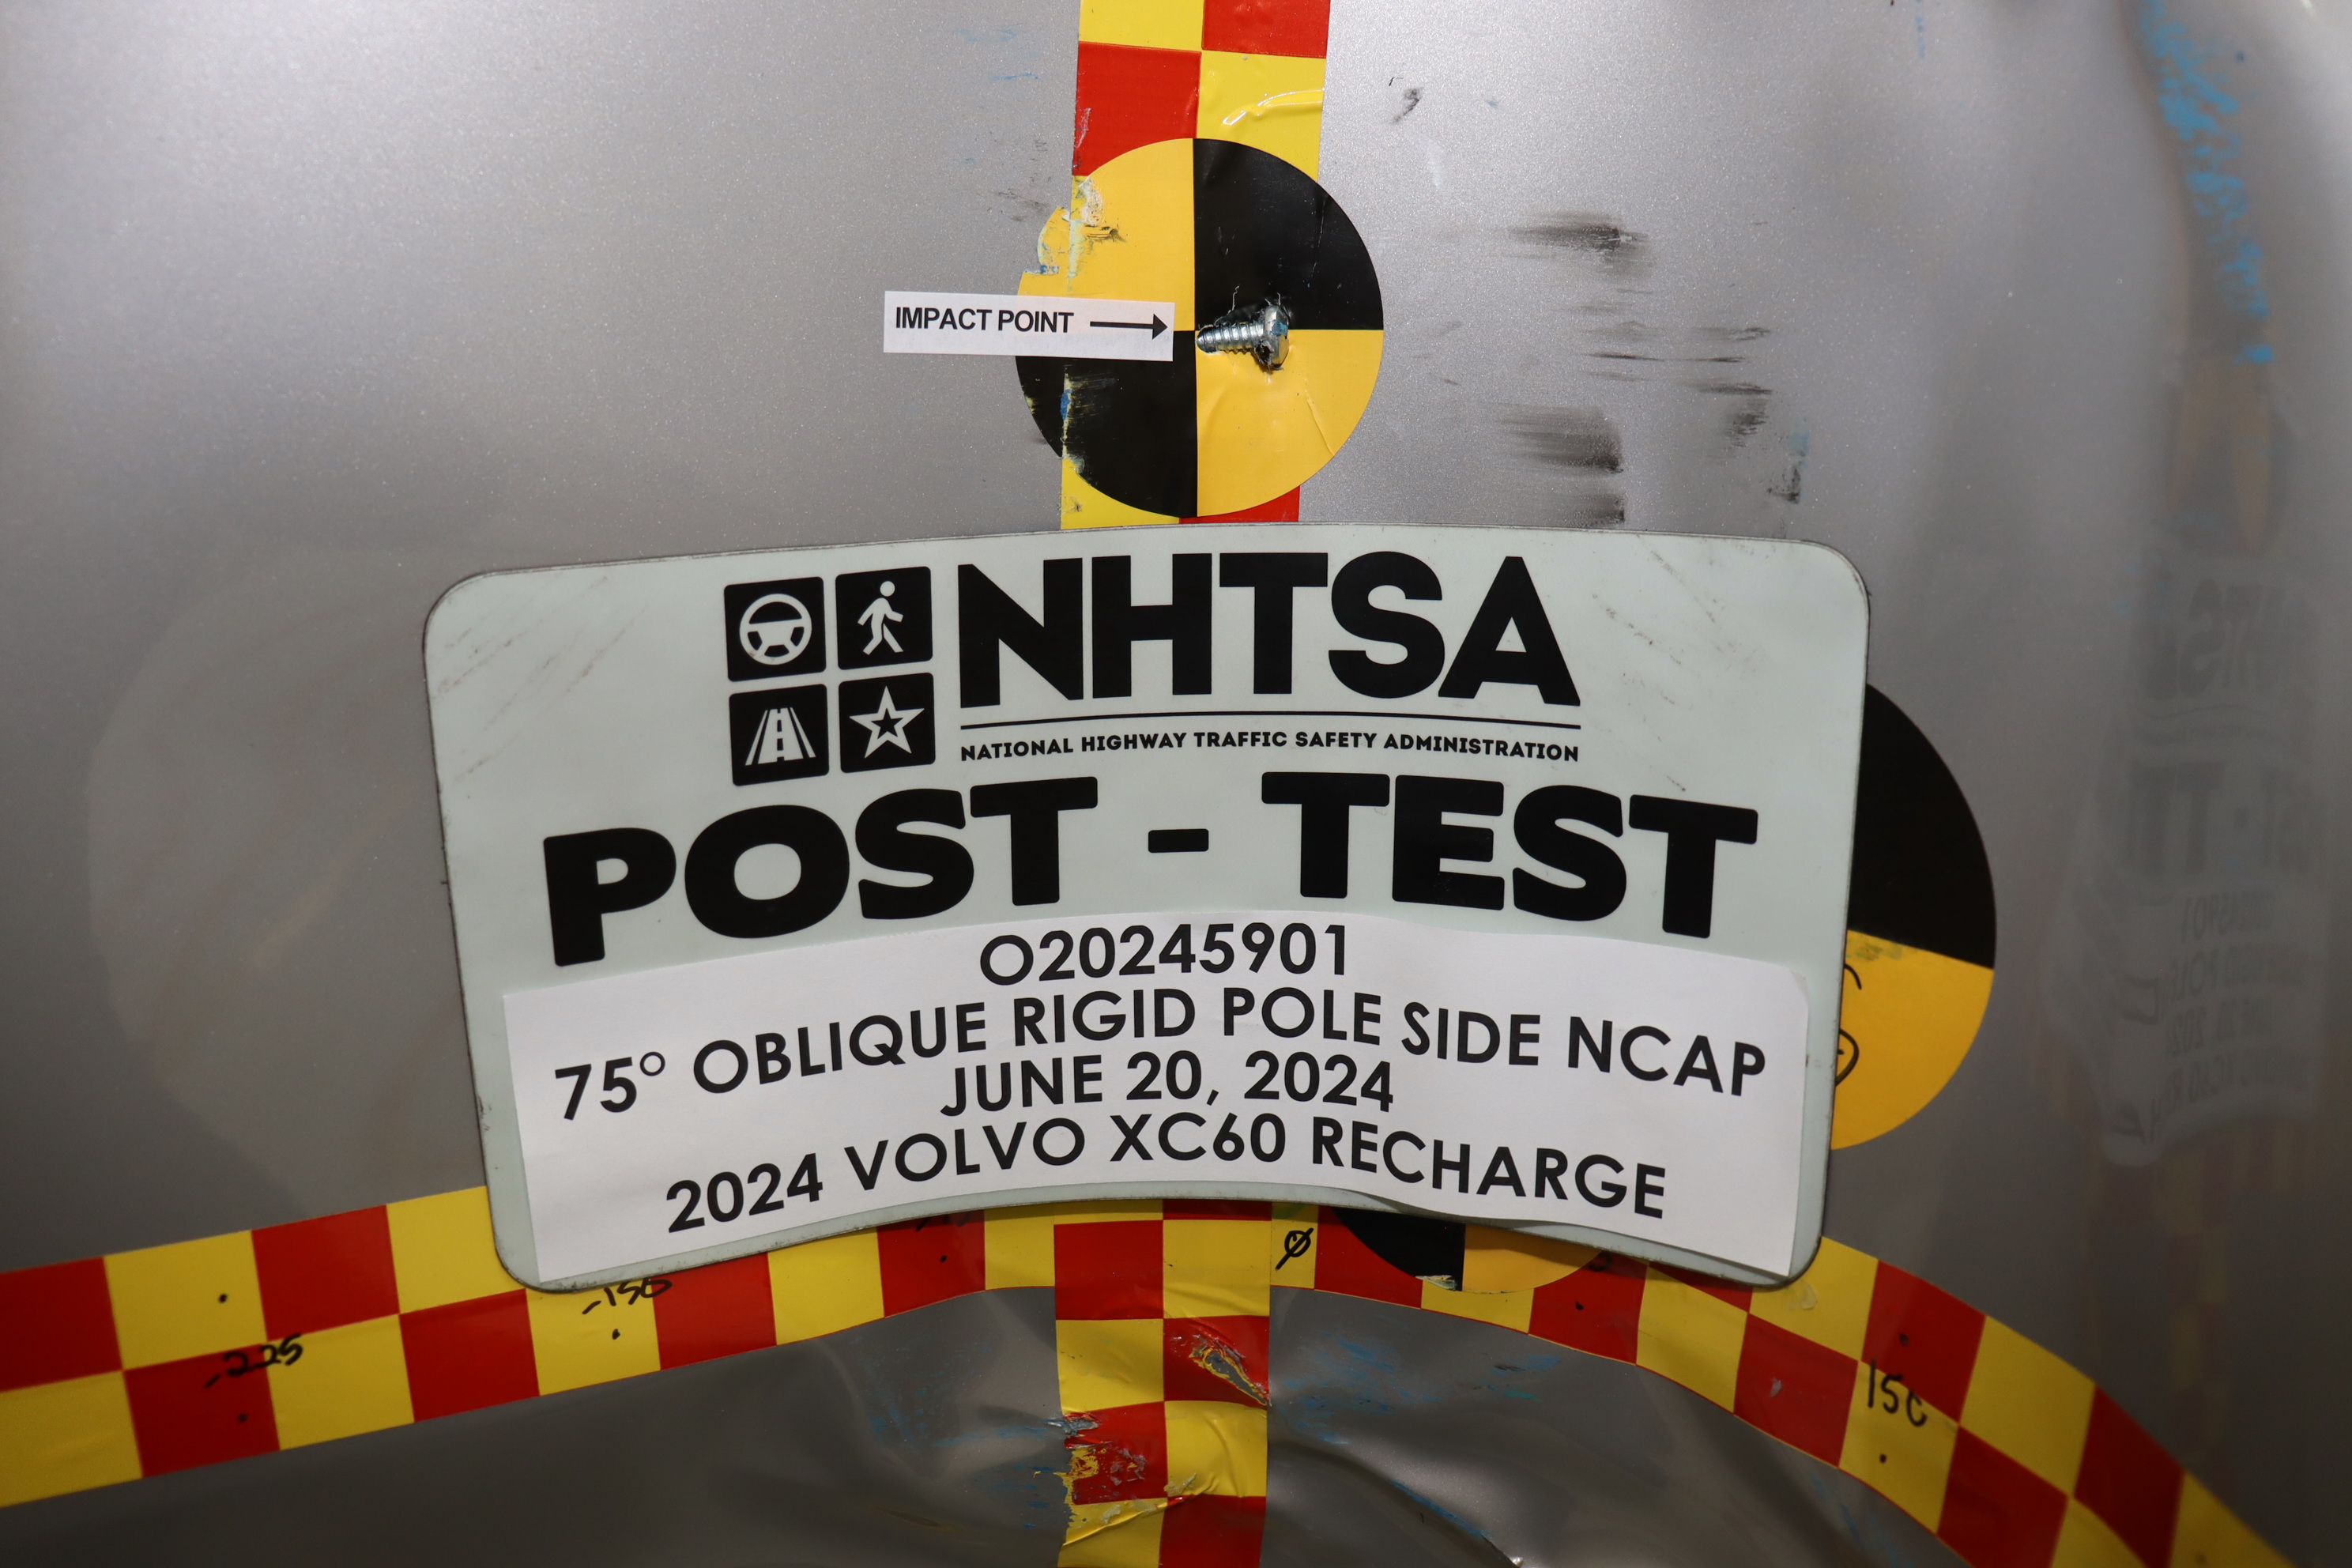 IMPACT POINT
NHTSA
NATIONAL HIGHWAY TRAFFIC SAFETY ADMINISTRATION
POST - TEST
O20245901
75° OBLIQUE RIGID POLE SIDE NCAP
JUNE 20, 2024
2024 VOLVO XC60 RECHARGE
-150
-225
150